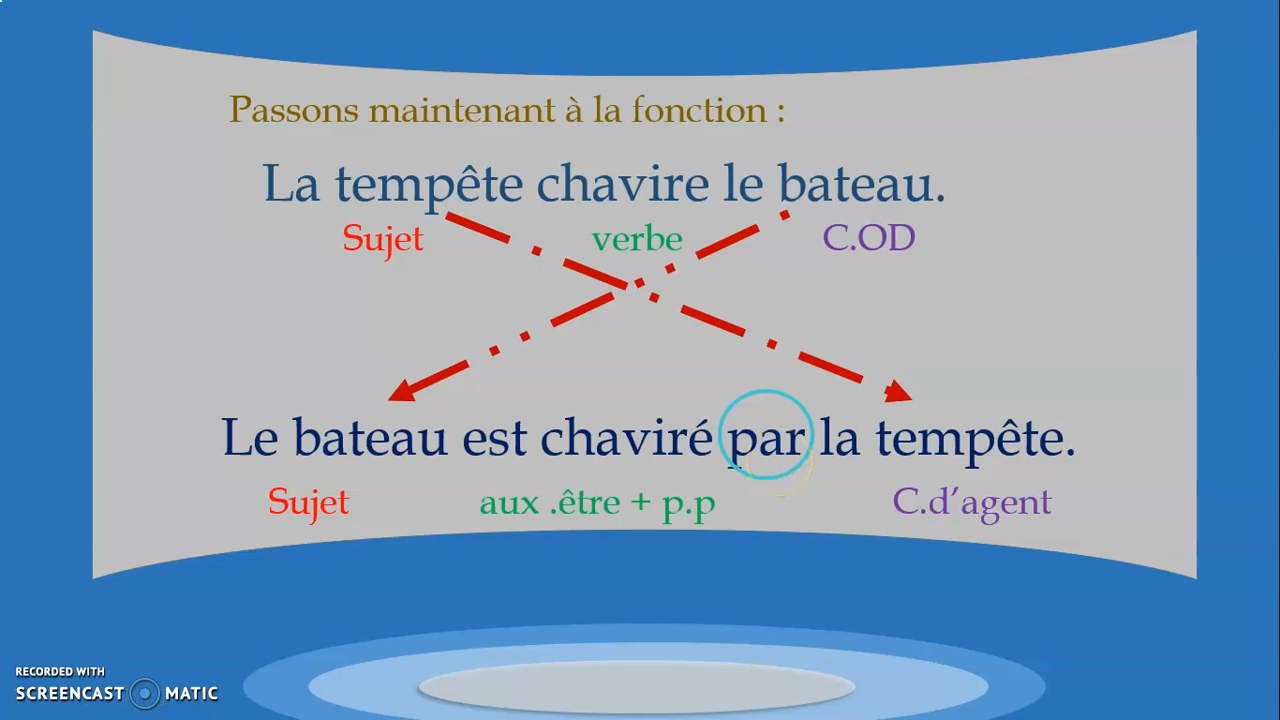 Passons maintenant à la fonction :
La tempête chavire le bateau.
Sujet verbe C.OD
Le bateau est chaviré par la tempête.
Sujet aux .être + p.p C.d’agent
RECORDED WITH
SCREENCAST MATIC